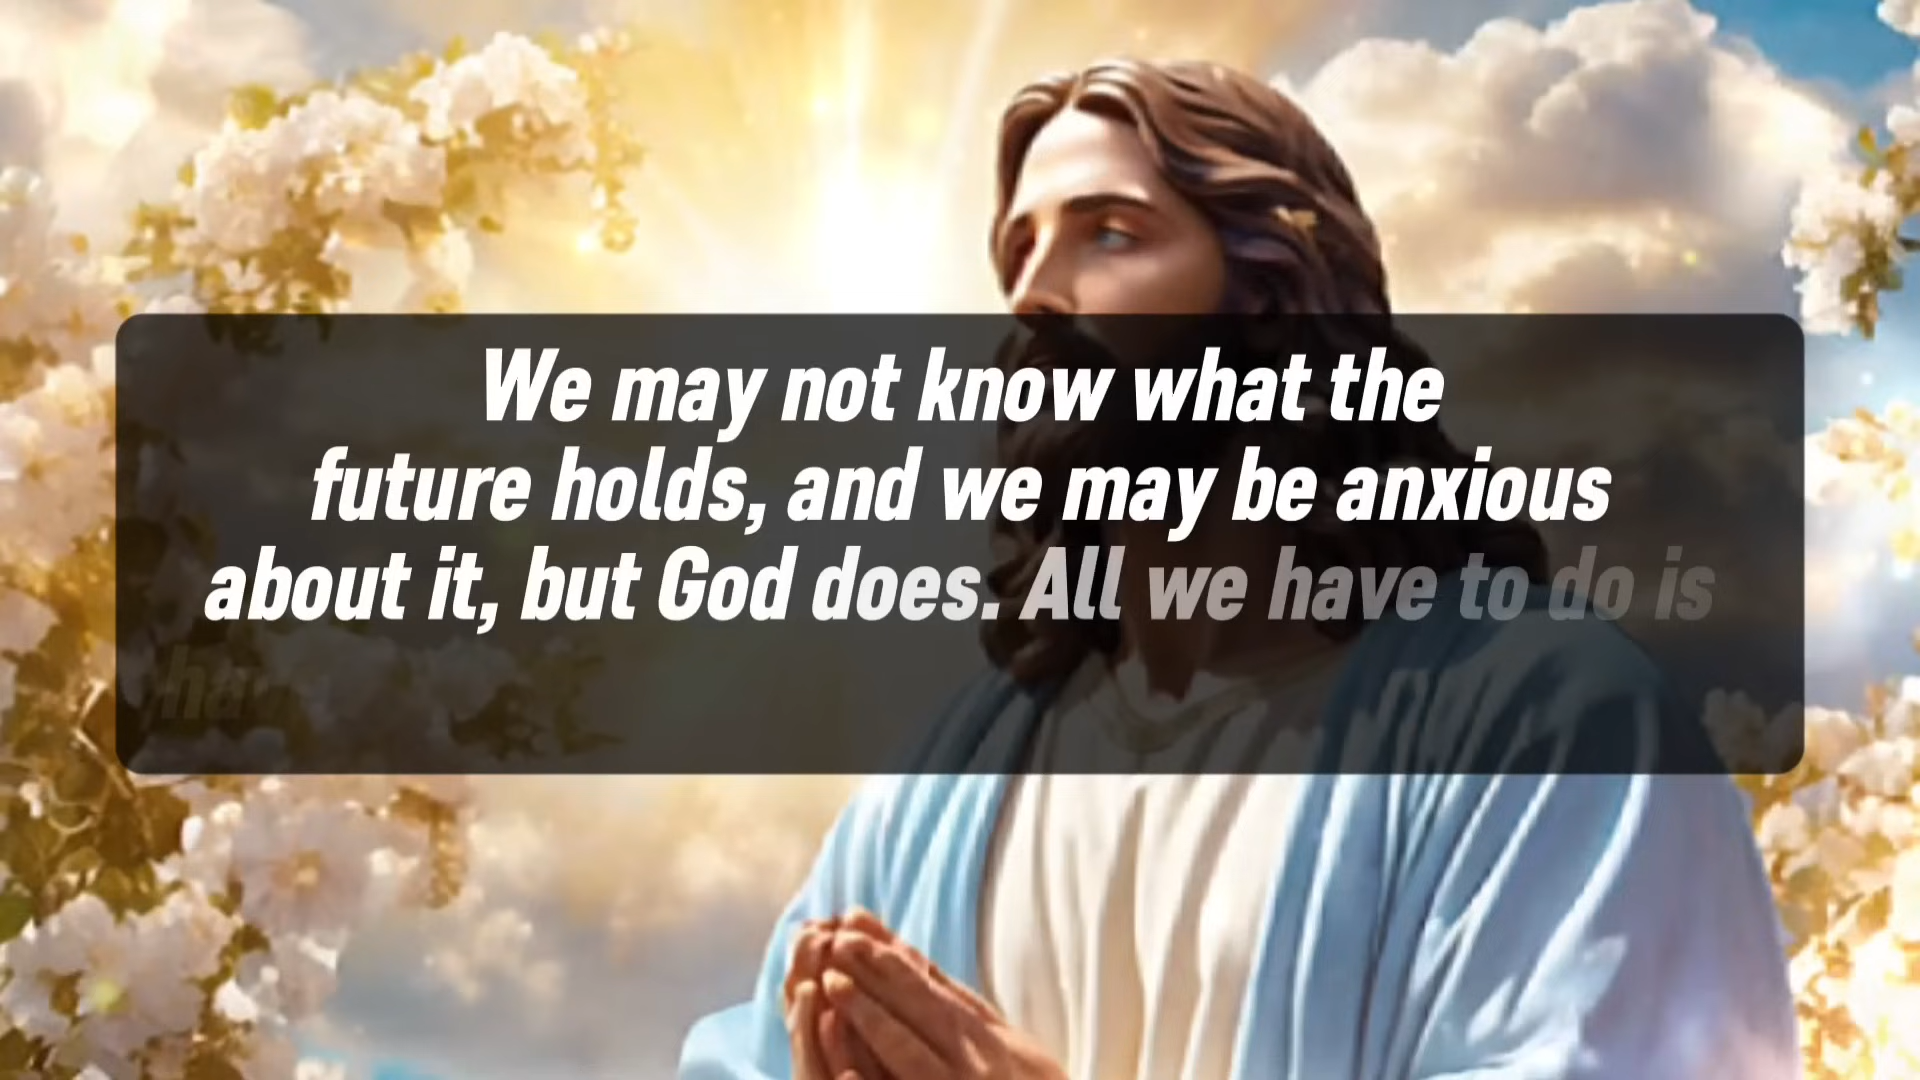 We may not know what the
future holds, and we may be anxious
about it, but God does. All we have to do is